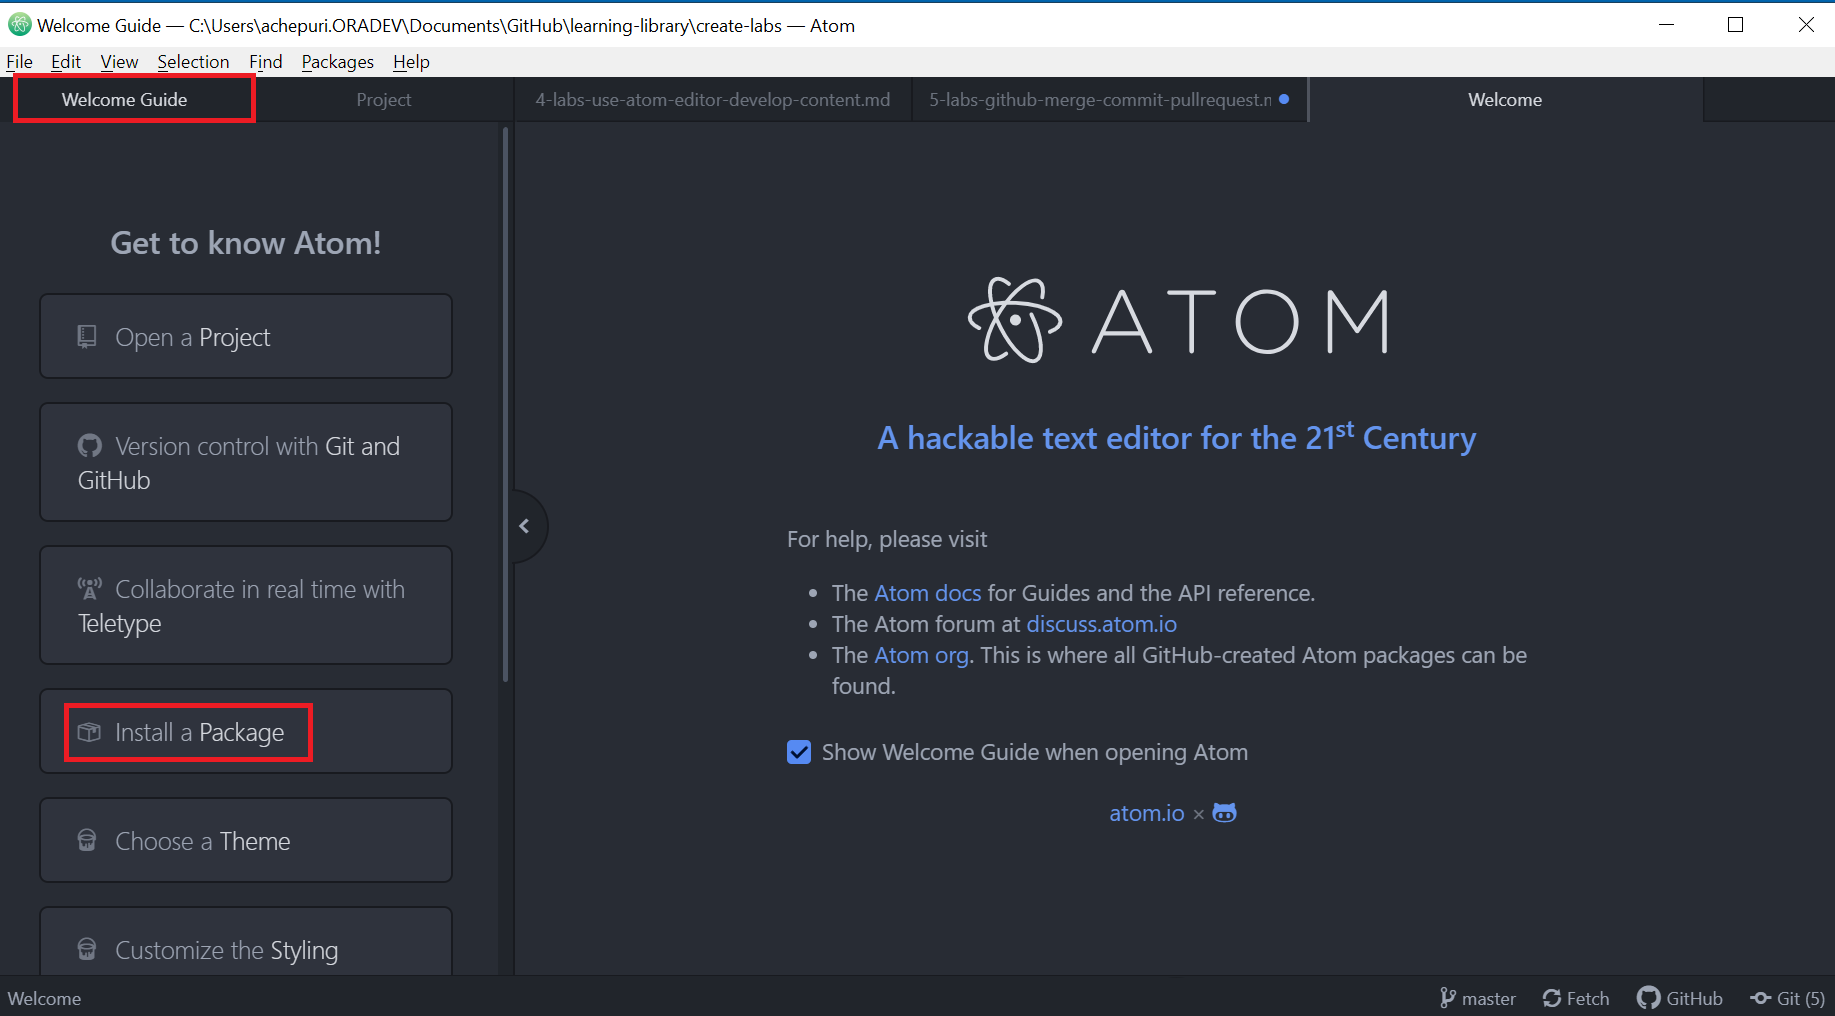 Welcome Guide — C:\Users\achepuri.ORADEV\Documents\GitHub\learning-library\create-labs — Atom
File Edit View Selection Find Packages Help
Welcome Guide
Project
4-labs-use-atom-editor-develop-content.md
5-labs-github-merge-commit-pullrequest.m
Welcome
Get to know Atom!
Open a Project
Version control with Git and
GitHub
Collaborate in real time with
Teletype
Install a Package
Choose a Theme
Customize the Styling
ATOM
A hackable text editor for the 21st Century
For help, please visit
• The Atom docs for Guides and the API reference.
• The Atom forum at discuss.atom.io
• The Atom org. This is where all GitHub-created Atom packages can be
found.
Show Welcome Guide when opening Atom
atom.io ×
Welcome
master Fetch GitHub Git (5)